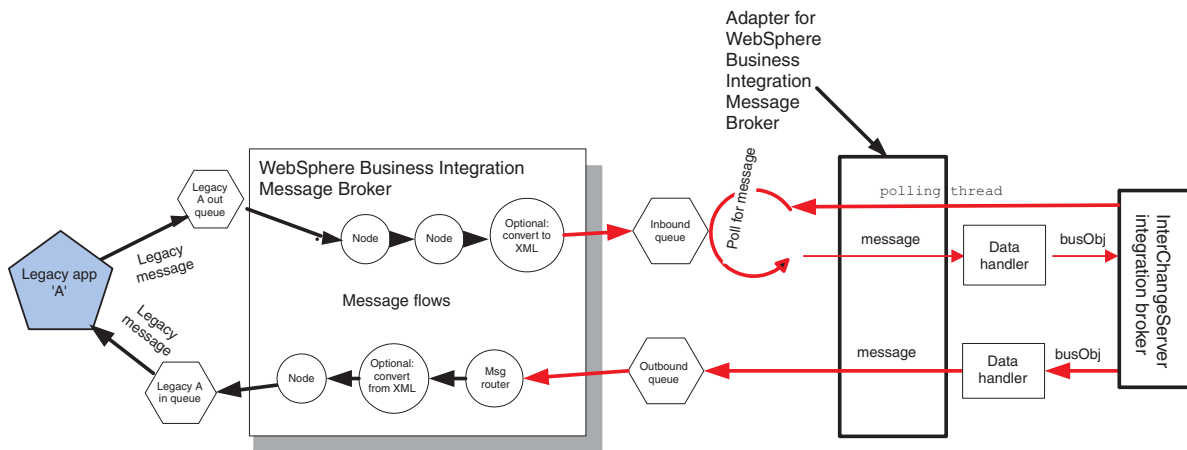 Adapter for
WebSphere
Business
Integration
Message
Broker
WebSphere Business Integration
Message Broker
Legacy
A out
queue
Legacy
message
Legacy app
'A'
Legacy
message
Legacy A
in queue
Node
Node
Optional:
convert to
XML
Message flows
Node
Optional:
convert
from XML
Msg
router
Inbound
queue
Poll for message
Outbound
queue
polling thread
message
Data
handler
busObj
message
Data
handler
busObj
InterChangeServer
integration broker